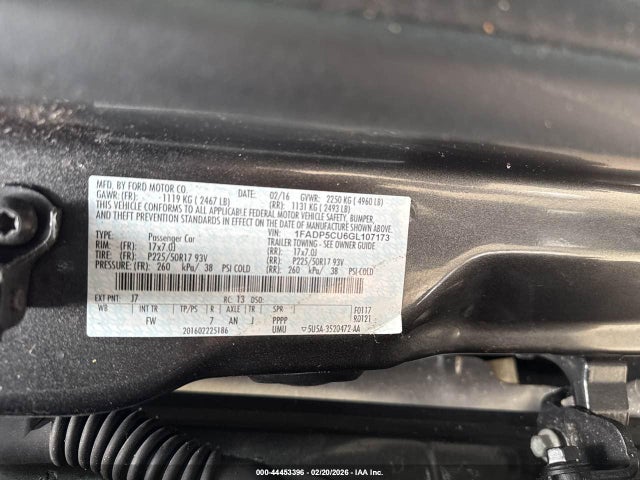 MFD. BY FORD MOTOR CO.
DATE: 02/16 GVWR: 2250 KG ( 4960 LB)
GAWR: (FR): 1119 KG ( 2467 LB) (RR): 1131 KG ( 2493 LB)
THIS VEHICLE CONFORMS TO ALL APPLICABLE FEDERAL MOTOR VEHICLE SAFETY, BUMPER,
AND THEFT PREVENTION STANDARDS IN EFFECT ON THE DATE OF MANUFACTURE SHOWN ABOVE.
VIN: 1FADP5CU6GL107173
TYPE: Passenger Car TRAILER TOWING - SEE OWNER GUIDE
RIM: (FR): 17x7.0J (RR): 17x7.0J
TIRE: (FR): P225/50R17 93V (RR): P225/50R17 93V
PRESSURE: (FR): 260 kPa/ 38 PSI COLD (RR): 260 kPa/ 38 PSI-COLD
EXT PNT: J7 RC: 13 DSO: F0117
WB INT TR TP/PS R AXLE TR SPR R0121
FW 7 AN J PPPP
201602225186 UMU 5U5A-3520472-AA
000-44453396 - 02/20/2026 - IAA Inc.